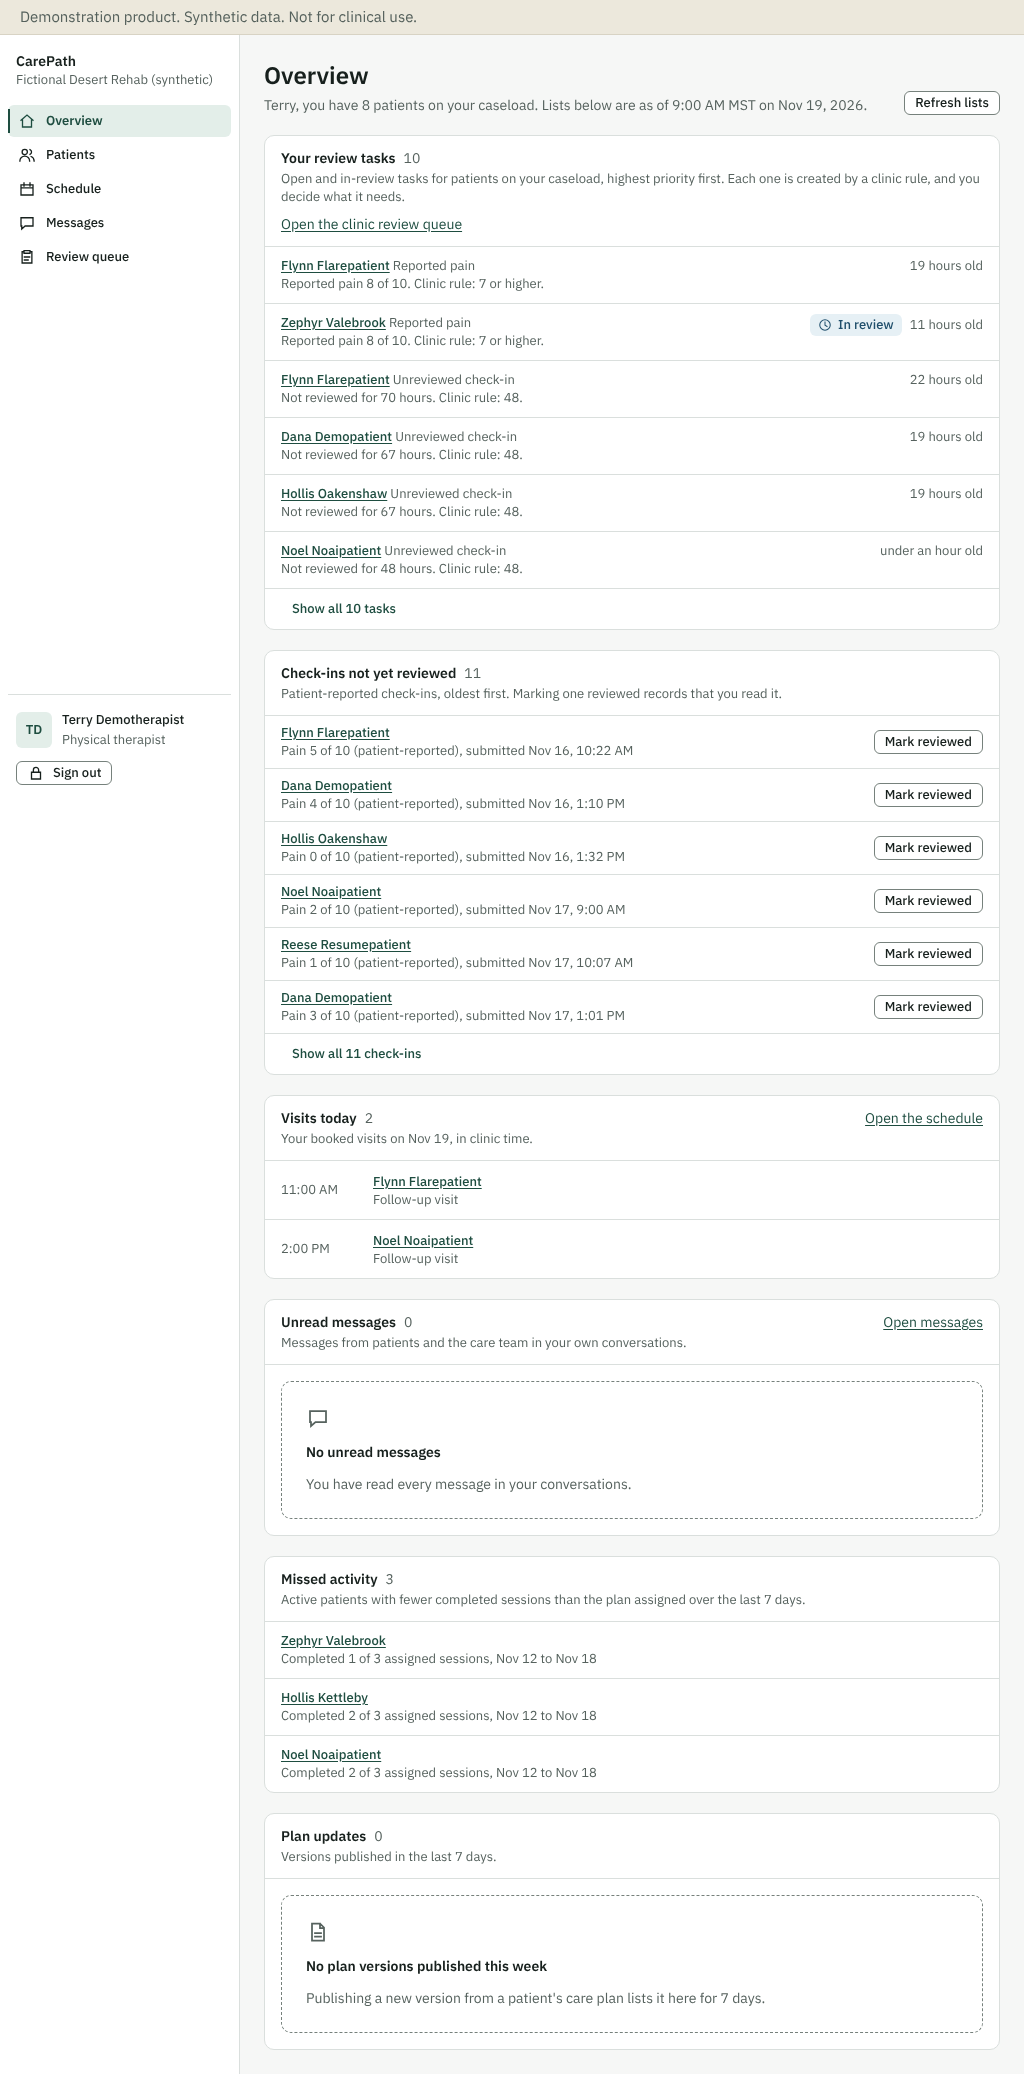 Demonstration product. Synthetic data. Not for clinical use.
CarePath
Fictional Desert Rehab (synthetic)
Overview
Patients
Schedule
Messages
Review queue
TD
Terry Demotherapist
Physical therapist
Sign out
Overview
Terry, you have 8 patients on your caseload. Lists below are as of 9:00 AM MST on Nov 19, 2026.
Refresh lists
Your review tasks 10
Open and in-review tasks for patients on your caseload, highest priority first. Each one is created by a clinic rule, and you
decide what it needs.
Open the clinic review queue
Flynn Flarepatient Reported pain
19 hours old
Reported pain 8 of 10. Clinic rule: 7 or higher.
Zephyr Valebrook Reported pain
In review 11 hours old
Reported pain 8 of 10. Clinic rule: 7 or higher.
Flynn Flarepatient Unreviewed check-in
22 hours old
Not reviewed for 70 hours. Clinic rule: 48.
Dana Demopatient Unreviewed check-in
19 hours old
Not reviewed for 67 hours. Clinic rule: 48.
Hollis Oakenshaw Unreviewed check-in
19 hours old
Not reviewed for 67 hours. Clinic rule: 48.
Noel Noaipatient Unreviewed check-in
under an hour old
Not reviewed for 48 hours. Clinic rule: 48.
Show all 10 tasks
Check-ins not yet reviewed 11
Patient-reported check-ins, oldest first. Marking one reviewed records that you read it.
Flynn Flarepatient
Pain 5 of 10 (patient-reported), submitted Nov 16, 10:22 AM
Mark reviewed
Dana Demopatient
Pain 4 of 10 (patient-reported), submitted Nov 16, 1:10 PM
Mark reviewed
Hollis Oakenshaw
Pain 0 of 10 (patient-reported), submitted Nov 16, 1:32 PM
Mark reviewed
Noel Noaipatient
Pain 2 of 10 (patient-reported), submitted Nov 17, 9:00 AM
Mark reviewed
Reese Resumepatient
Pain 1 of 10 (patient-reported), submitted Nov 17, 10:07 AM
Mark reviewed
Dana Demopatient
Pain 3 of 10 (patient-reported), submitted Nov 17, 1:01 PM
Mark reviewed
Show all 11 check-ins
Visits today 2
Open the schedule
Your booked visits on Nov 19, in clinic time.
11:00 AM
Flynn Flarepatient
Follow-up visit
2:00 PM
Noel Noaipatient
Follow-up visit
Unread messages 0
Open messages
Messages from patients and the care team in your own conversations.
No unread messages
You have read every message in your conversations.
Missed activity 3
Active patients with fewer completed sessions than the plan assigned over the last 7 days.
Zephyr Valebrook
Completed 1 of 3 assigned sessions, Nov 12 to Nov 18
Hollis Kettleby
Completed 2 of 3 assigned sessions, Nov 12 to Nov 18
Noel Noaipatient
Completed 2 of 3 assigned sessions, Nov 12 to Nov 18
Plan updates 0
Versions published in the last 7 days.
No plan versions published this week
Publishing a new version from a patient's care plan lists it here for 7 days.